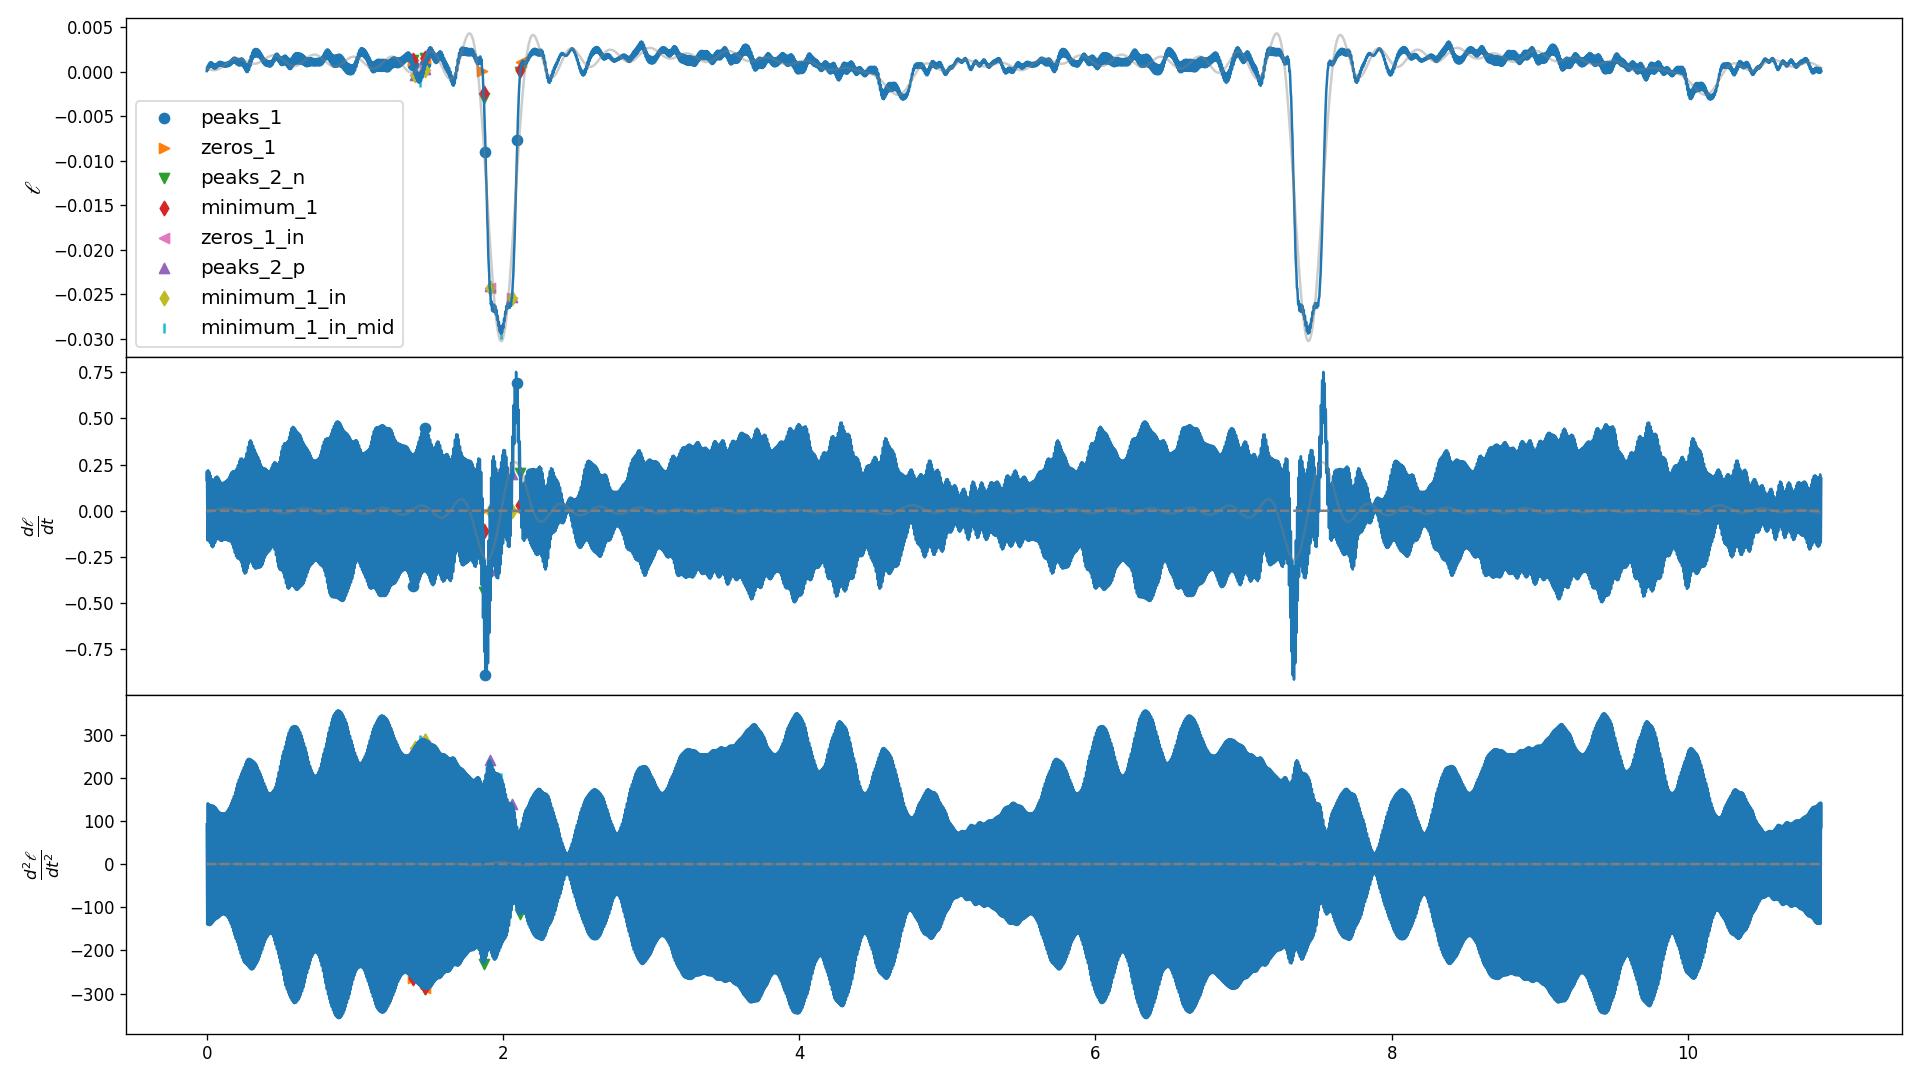 0.005
0.000
−0.005
−0.010
−0.015
−0.020
−0.025
−0.030
ℓ
peaks_1
zeros_1
peaks_2_n
minimum_1
zeros_1_in
peaks_2_p
minimum_1_in
minimum_1_in_mid
0.75
0.50
0.25
0.00
−0.25
−0.50
−0.75
dℓ
dt
300
200
100
0
−100
−200
−300
d²ℓ
dt²
0 2 4 6 8 10